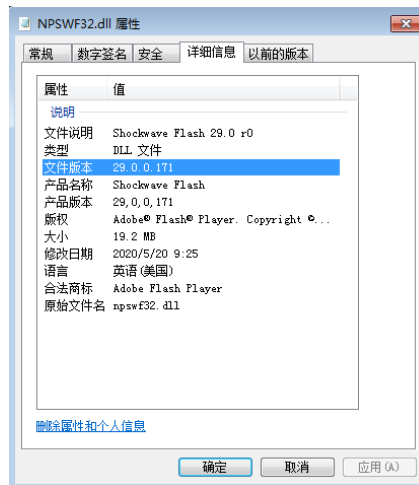 NPSWF32.dll 属性
常规 数字签名 安全 详细信息 以前的版本
属性 值
说明
文件说明 Shockwave Flash 29.0 r0
类型 DLL 文件
文件版本 29.0.0.171
产品名称 Shockwave Flash
产品版本 29,0,0,171
版权 Adobe® Flash® Player. Copyright ©...
大小 19.2 MB
修改日期 2020/5/20 9:25
语言 英语(美国)
合法商标 Adobe Flash Player
原始文件名 npswf32.dll
删除属性和个人信息
确定 取消 应用(A)